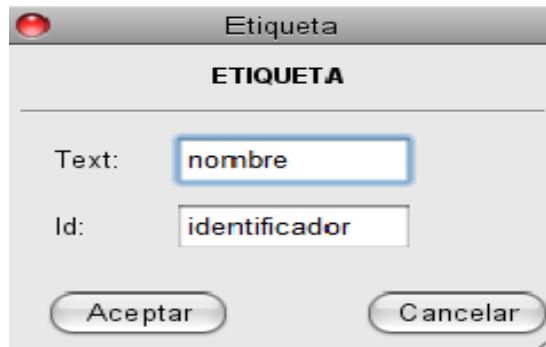 Etiqueta
ETIQUETA
Text: nombre
Id: identificador
Aceptar Cancelar